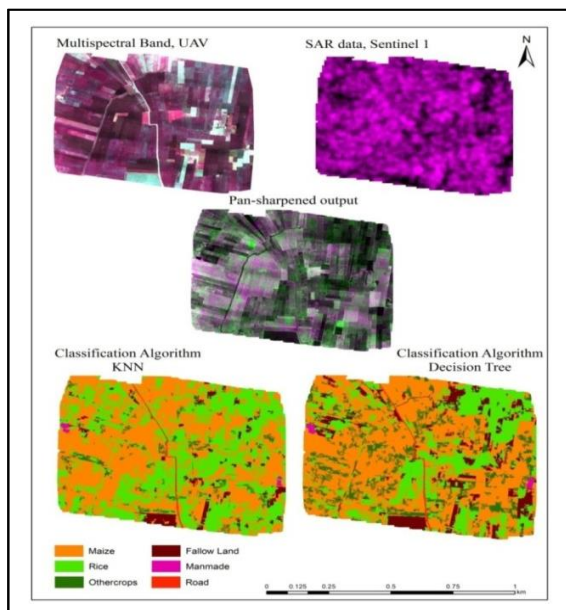 Multispectral Band, UAV
SAR data, Sentinel 1
N
Pan-sharpened output
Classification Algorithm
KNN
Classification Algorithm
Decision Tree
Maize
Rice
Othercrops
Fallow Land
Manmade
Road
0 0.125 0.25 0.5 0.75 1
km